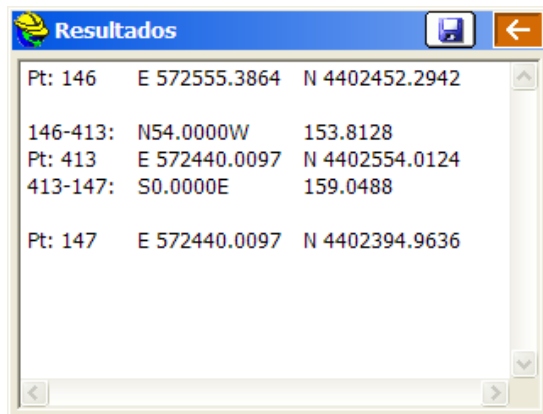 Resultados
Pt: 146 E 572555.3864 N 4402452.2942
146-413: N54.0000W 153.8128
Pt: 413 E 572440.0097 N 4402554.0124
413-147: S0.0000E 159.0488
Pt: 147 E 572440.0097 N 4402394.9636